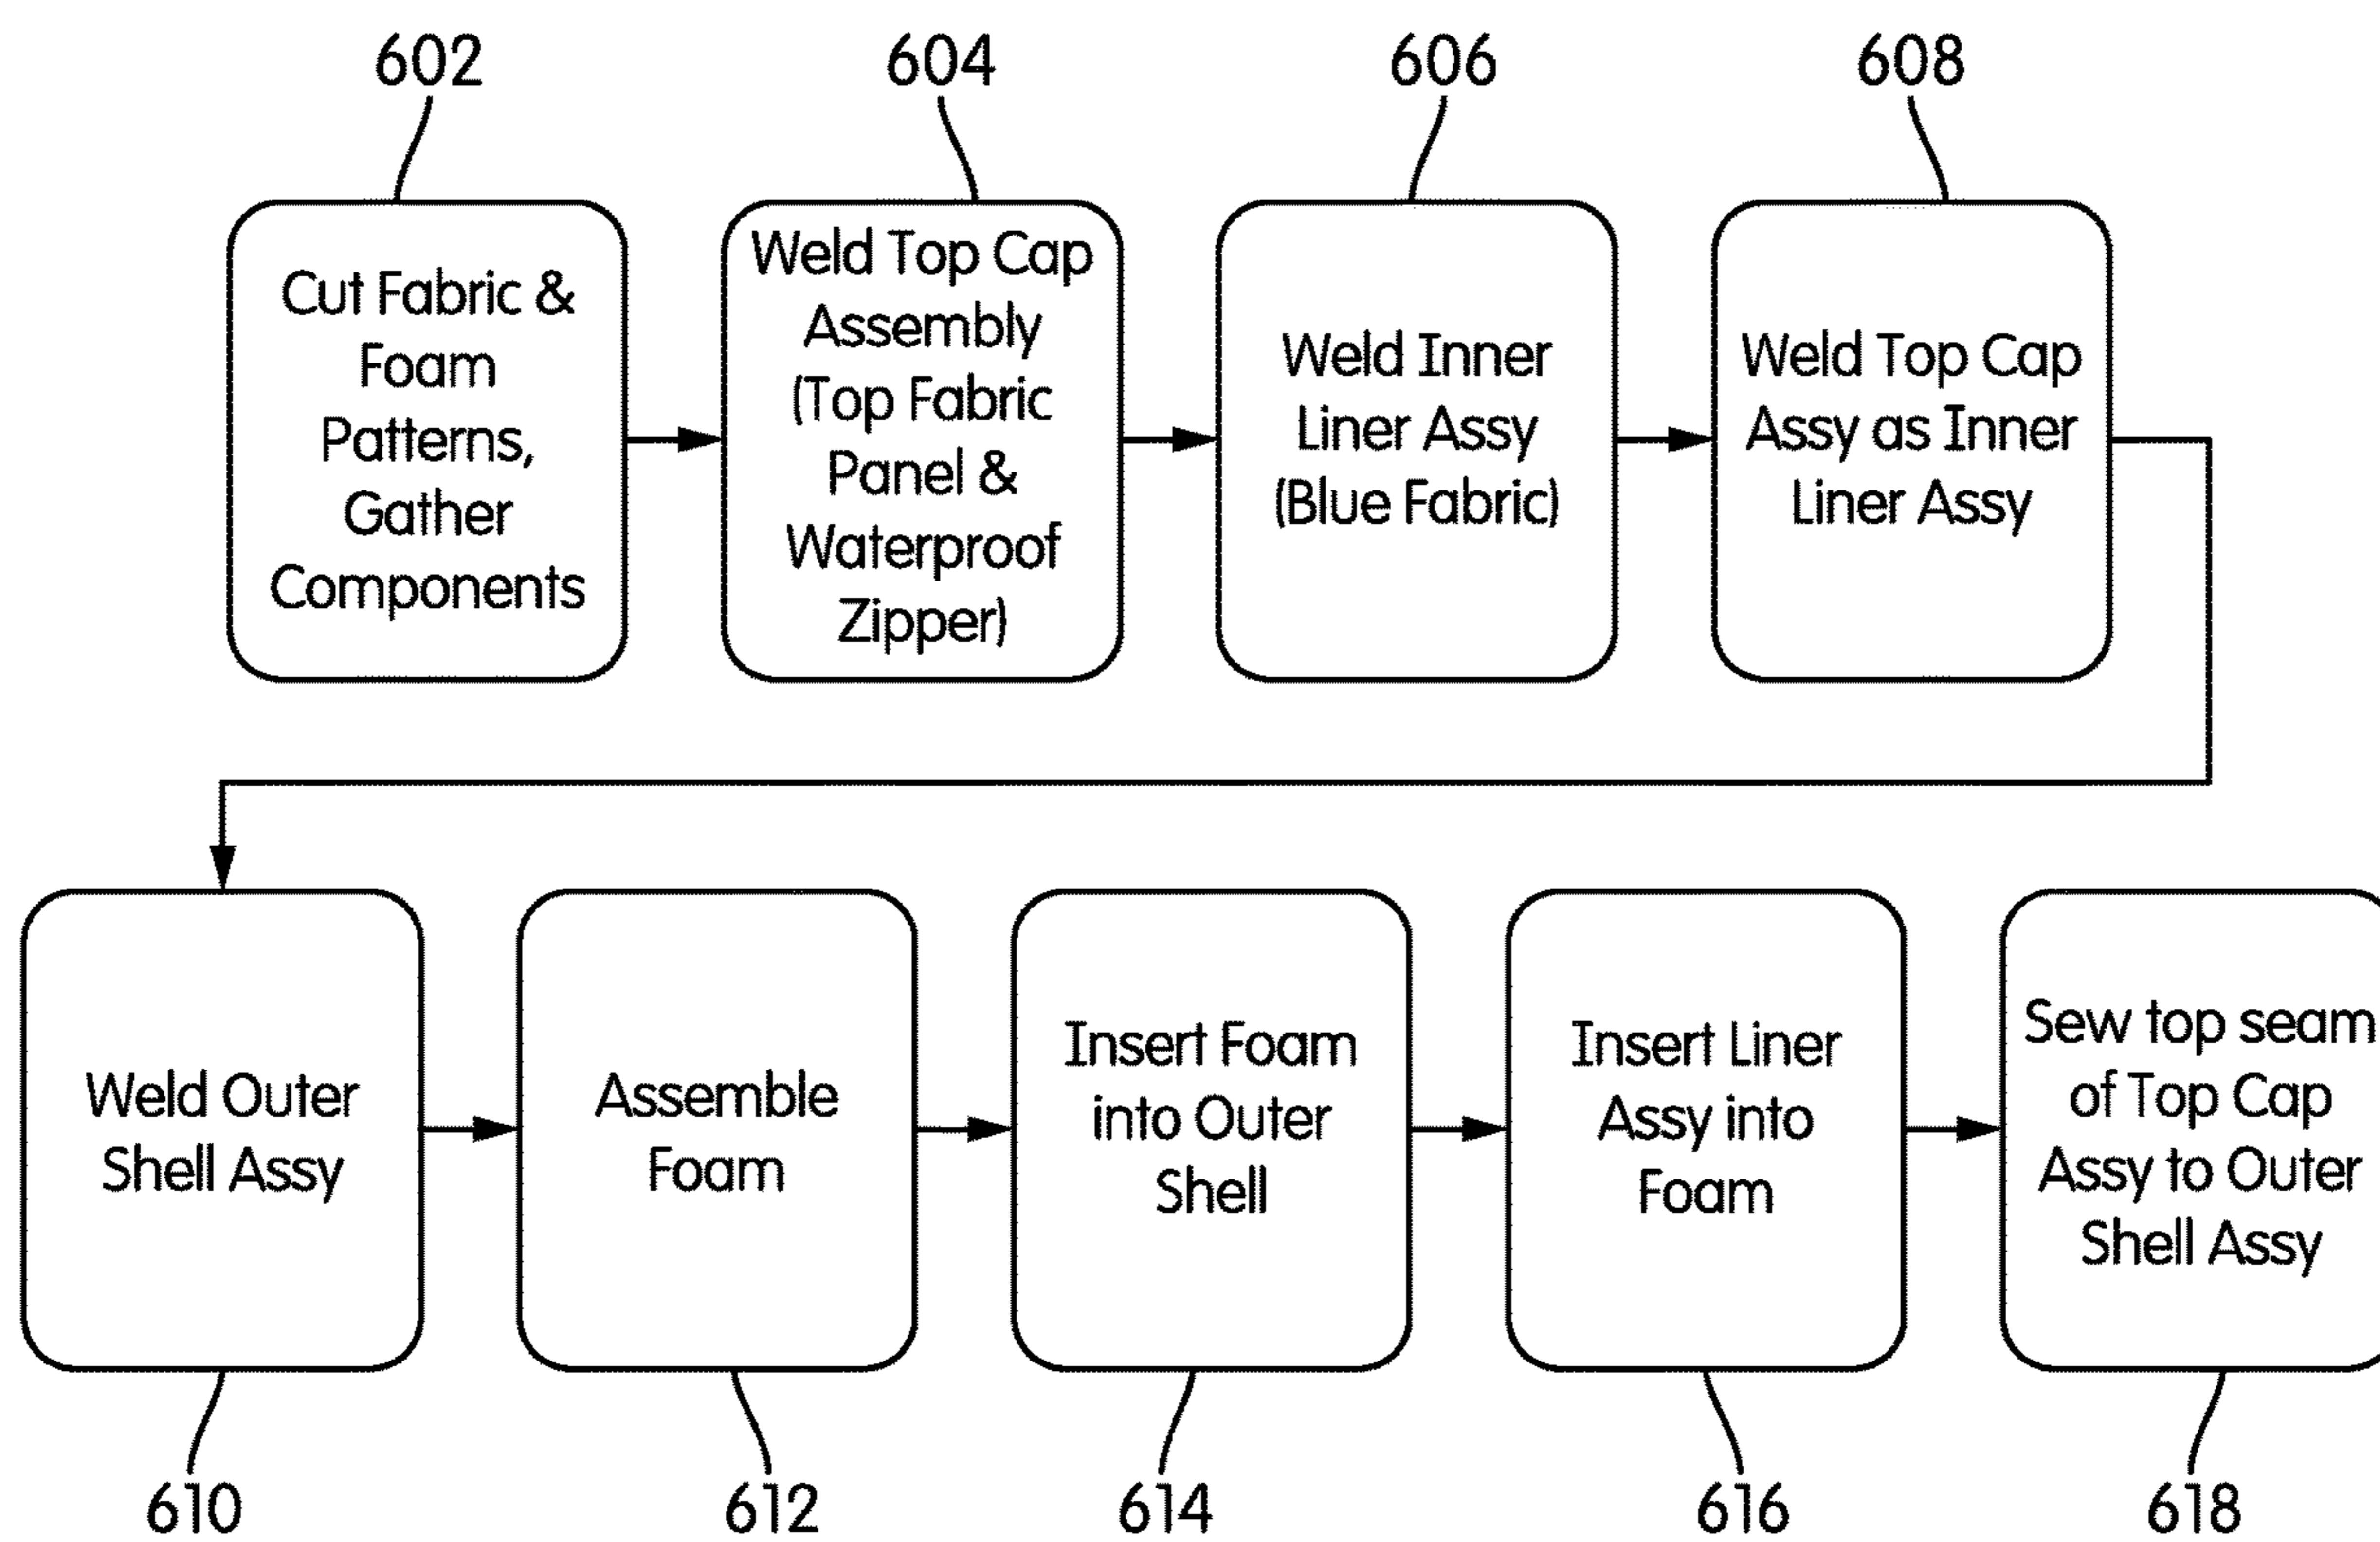 602
604
606
608
Cut Fabric &
Foam
Patterns,
Gather
Components
Weld Top Cap
Assembly
(Top Fabric
Panel &
Waterproof
Zipper)
Weld Inner
Liner Assy
(Blue Fabric)
Weld Top Cap
Assy as Inner
Liner Assy
Weld Outer
Shell Assy
Assemble
Foam
Insert Foam
into Outer
Shell
Insert Liner
Assy into
Foam
Sew top seam
of Top Cap
Assy to Outer
Shell Assy
610
612
614
616
618